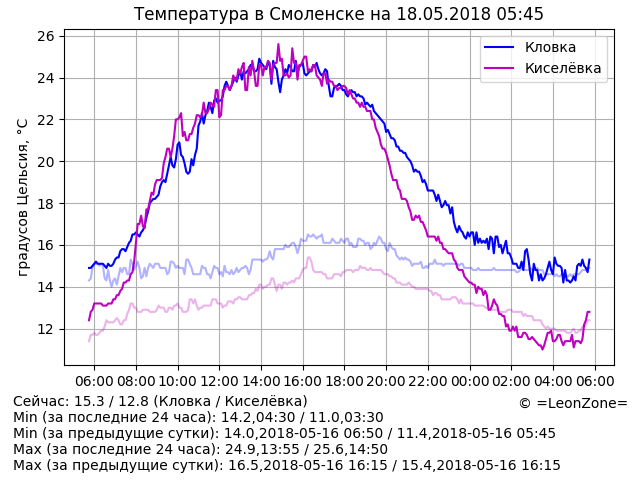 Температура в Смоленске на 18.05.2018 05:45
градусов Цельсия, °C
26
24
22
20
18
16
14
12
Кловка
Киселёвка
06:00 08:00 10:00 12:00 14:00 16:00 18:00 20:00 22:00 00:00 02:00 04:00 06:00
Сейчас: 15.3 / 12.8 (Кловка / Киселёвка)
© =LeonZone=
Min (за последние 24 часа): 14.2,04:30 / 11.0,03:30
Min (за предыдущие сутки): 14.0,2018-05-16 06:50 / 11.4,2018-05-16 05:45
Max (за последние 24 часа): 24.9,13:55 / 25.6,14:50
Max (за предыдущие сутки): 16.5,2018-05-16 16:15 / 15.4,2018-05-16 16:15